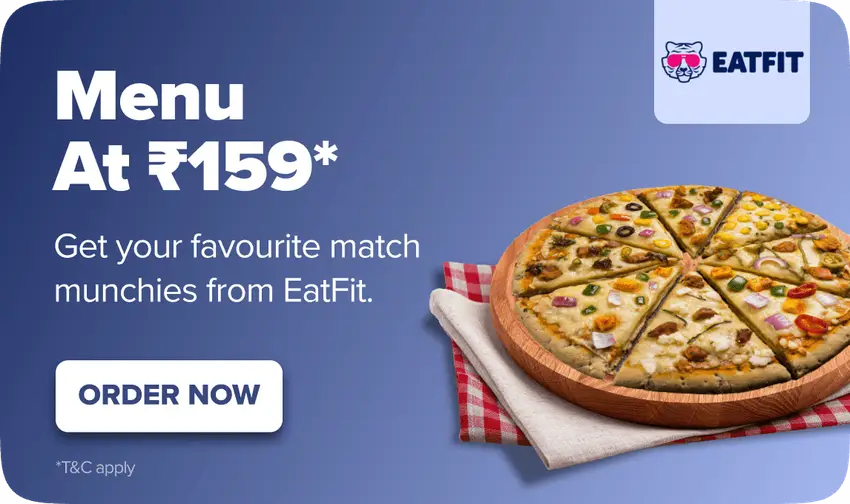 EATFIT
Menu
At ₹159*
Get your favourite match
munchies from EatFit.
ORDER NOW
*T&C apply